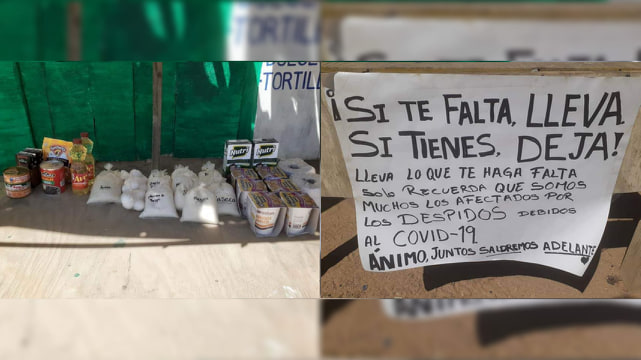 DULCE
-TORTILL
Nutri
Nutri
¡SI TE FALTA, LLEVA
SI TIENES, DEJA!
LLEVA LO QUE TE HAGA FALTA
SOLO RECUERDA QUE SOMOS
MUCHOS LOS AFECTADOS POR
LOS DESPIDOS DEBIDOS
AL COVID-19
ÁNIMO, JUNTOS SALDREMOS ADELANTE